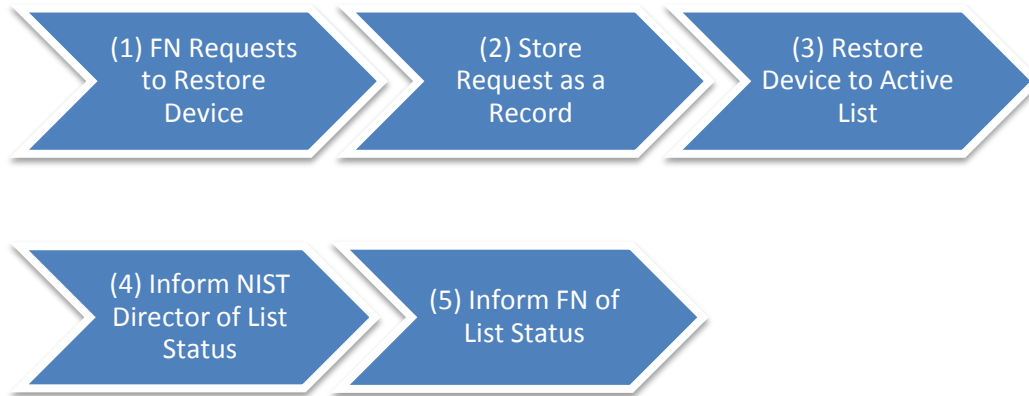 (1) FN Requests
to Restore
Device
(2) Store
Request as a
Record
(3) Restore
Device to Active
List
(4) Inform NIST
Director of List
Status
(5) Inform FN of
List Status